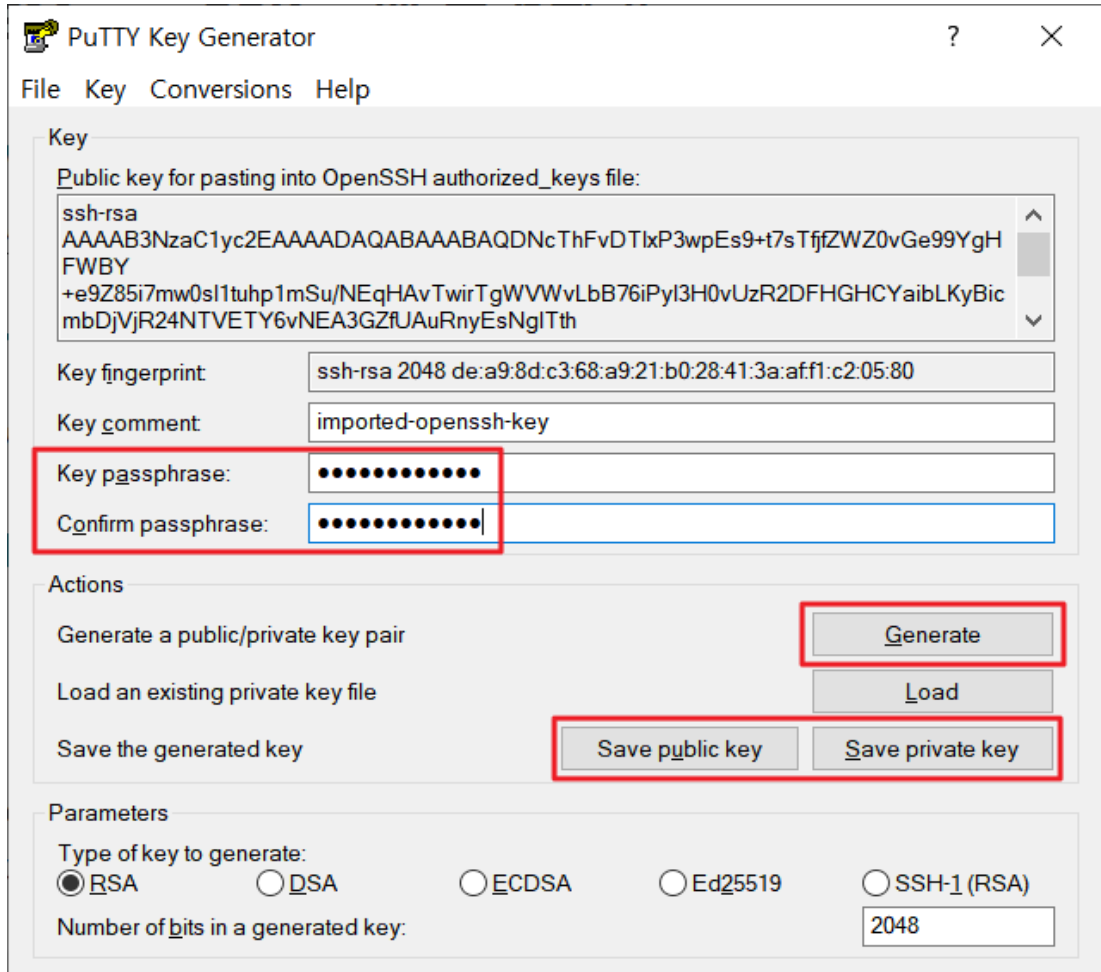 PuTTY Key Generator
File Key Conversions Help
Key
Public key for pasting into OpenSSH authorized_keys file:
ssh-rsa
AAAAB3NzaC1yc2EAAAADAQABAAABAQDNcThFvDTIxP3wpEs9+t7sTfjfZWZ0vGe99YgH
FWBY
+e9Z85i7mw0sI1tuhp1mSu/NEqHAvTwirTgWVWvLbB76iPyI3H0vUzR2DFHGHCYaibLKyBic
mbDjVjR24NTVETY6vNEA3GZfUAuRnyEsNgITth
Key fingerprint: ssh-rsa 2048 de:a9:8d:c3:68:a9:21:b0:28:41:3a:af:f1:c2:05:80
Key comment: imported-openssh-key
Key passphrase: ●●●●●●●●●●●●
Confirm passphrase: ●●●●●●●●●●●●
Actions
Generate a public/private key pair Generate
Load an existing private key file Load
Save the generated key Save public key Save private key
Parameters
Type of key to generate:
RSA DSA ECDSA Ed25519 SSH-1 (RSA)
Number of bits in a generated key: 2048